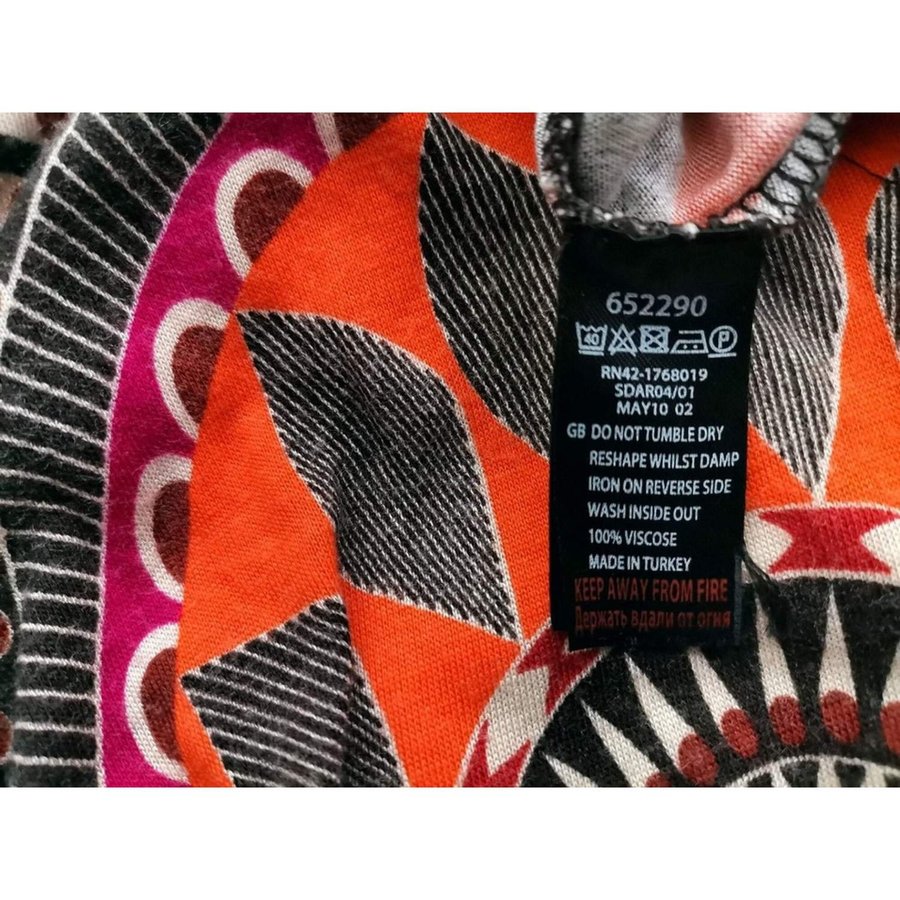 652290
40 P
RN42-1768019
SDAR04/01
MAY10 02
GB DO NOT TUMBLE DRY
RESHAPE WHILST DAMP
IRON ON REVERSE SIDE
WASH INSIDE OUT
100% VISCOSE
MADE IN TURKEY
KEEP AWAY FROM FIRE
Держать вдали от огня